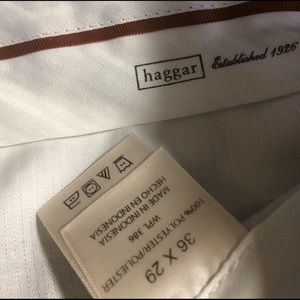 haggar
Established 1926
36 X 29
WPL 386
100% POLYESTER/POLIESTER
MADE IN INDONESIA
HECHO EN INDONESIA